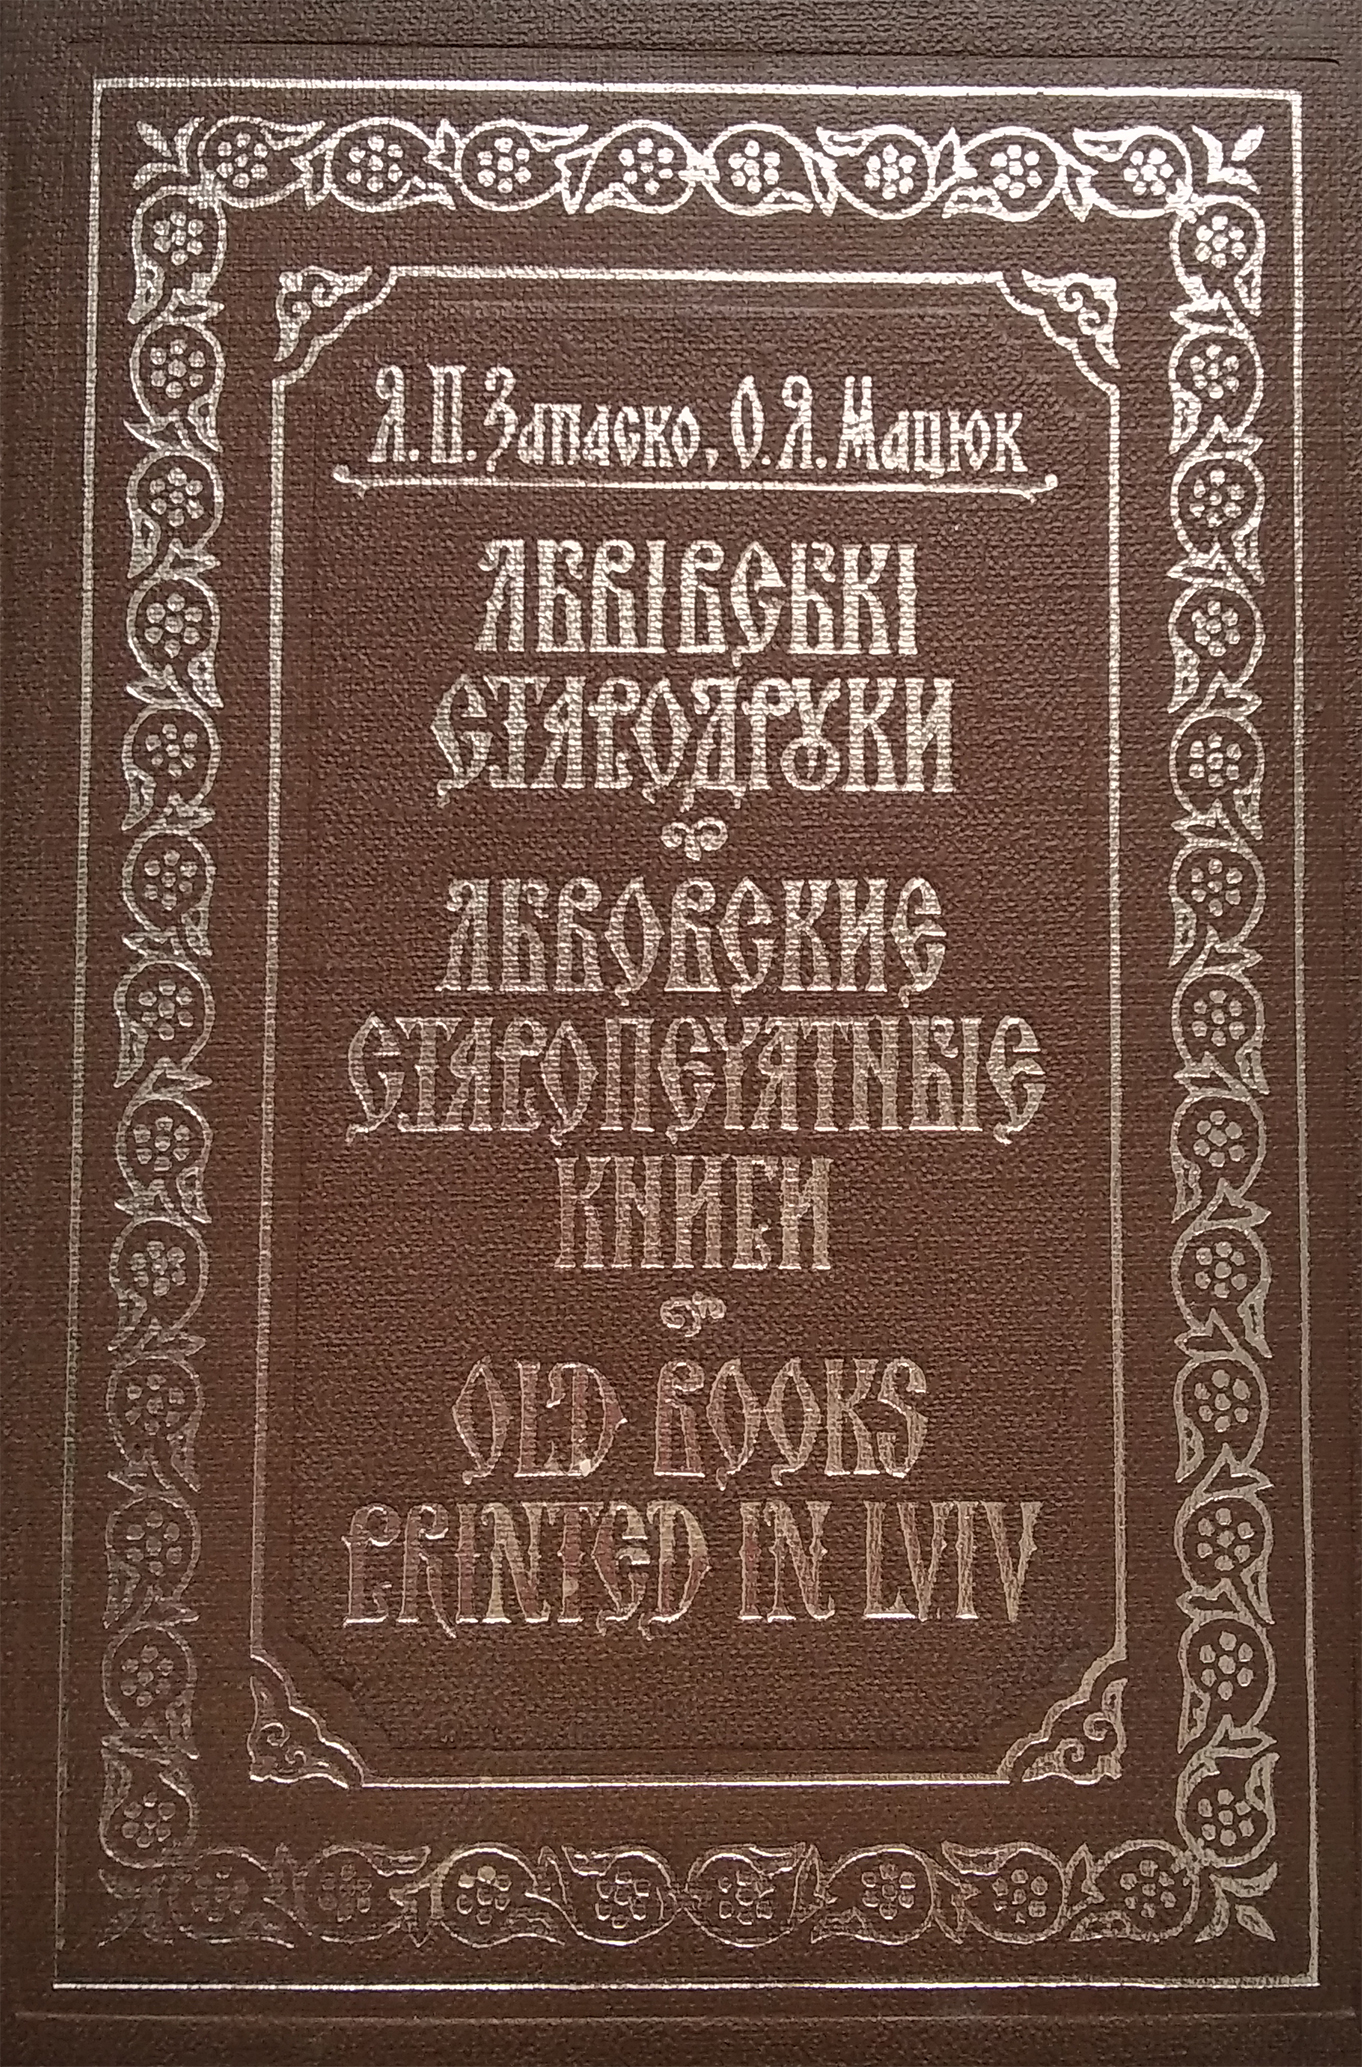 Я. П. Запаско, О. Я. Мацюк
ЛЬВІВСЬКІ
СТАРОДРУКИ
ЛЬВОВСКИЕ
СТАРОПЕЧАТНЫЕ
КНИГИ
OLD BOOKS
PRINTED IN LVIV